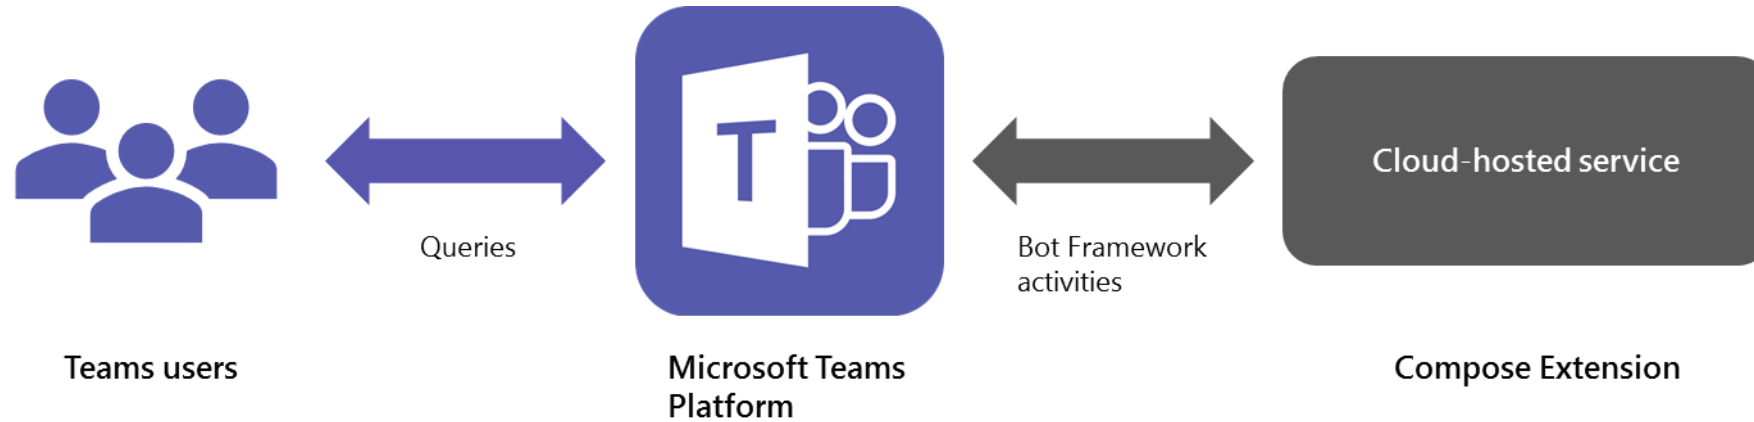 T
Cloud-hosted service
Queries
Bot Framework
activities
Teams users
Microsoft Teams
Platform
Compose Extension